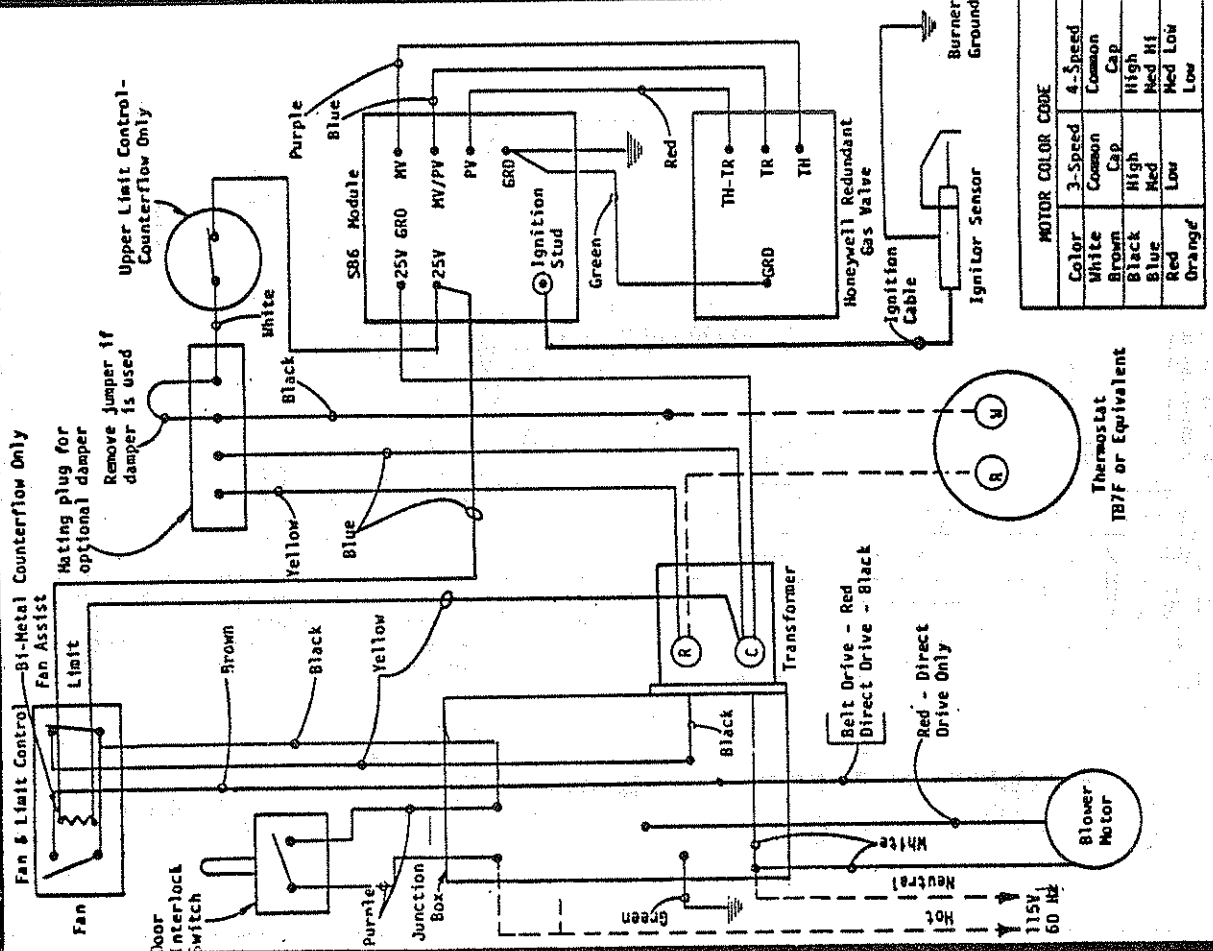 Fan & Limit Control
Bi-Metal Counterflow Only
Fan Assist
Limit
Fan
Mating plug for
optional damper
Remove jumper if
damper is used
Upper Limit Control-
Counterflow Only
White
Purple
Blue
S86 Module
25V GRD
25V
MV
MV/PV
PV
GRD
Ignition
Stud
Green
Red
TH-TR
TR
TH
GRD
Honeywell Redundant
Gas Valve
Burner
Ground
Ignition
Cable
Ignitor Sensor
Black
Yellow
Blue
Brown
Black
Yellow
Door
Interlock
Switch
Purple
Junction
Box
Green
Black
R
C
Transformer
R
W
Thermostat
T87F or Equivalent
Belt Drive - Red
Direct Drive - Black
Red - Direct
Drive Only
White
Neutral
Hot
115V
60 Hz
Blower
Motor
MOTOR COLOR CODE
Color 3-Speed 4-Speed
White Common Common
Brown Cap Cap
Black High High
Blue Med Med Hi
Red Low Med Low
Orange Low